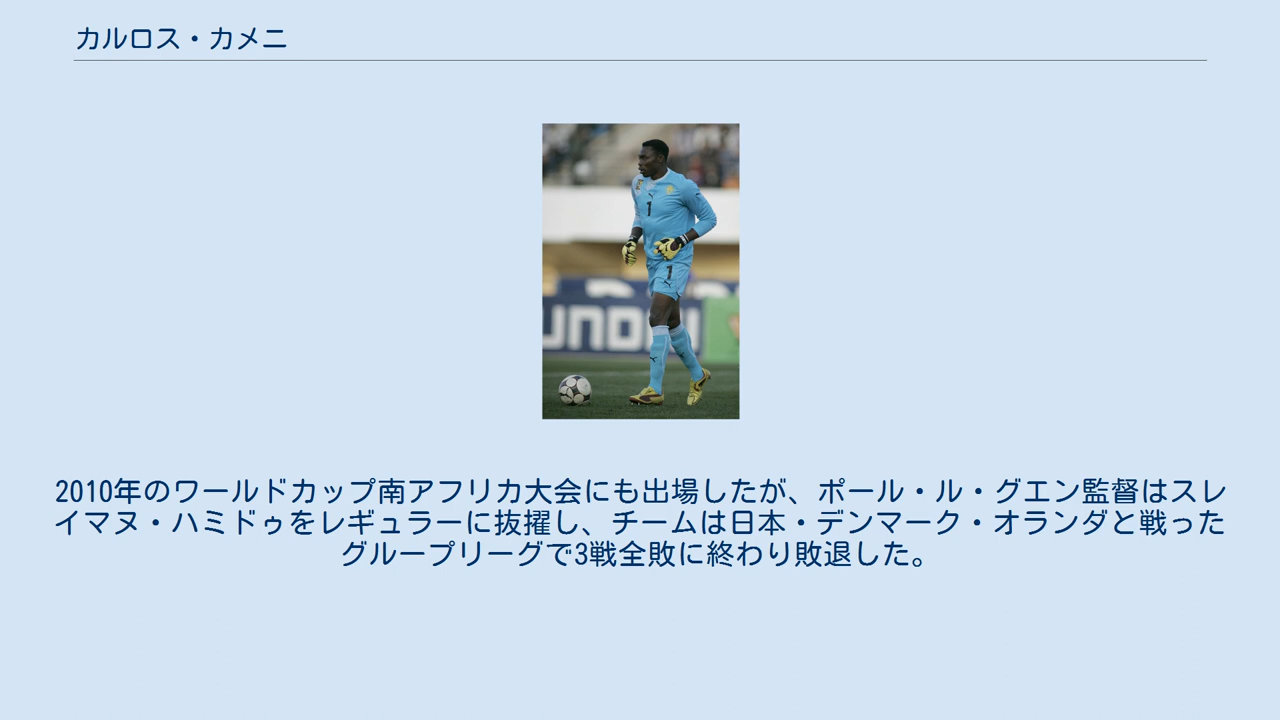 カルロス・カメニ
1
1
2010年のワールドカップ南アフリカ大会にも出場したが、ポール・ル・グエン監督はスレ
イマヌ・ハミドゥをレギュラーに抜擢し、チームは日本・デンマーク・オランダと戦った
グループリーグで3戦全敗に終わり敗退した。